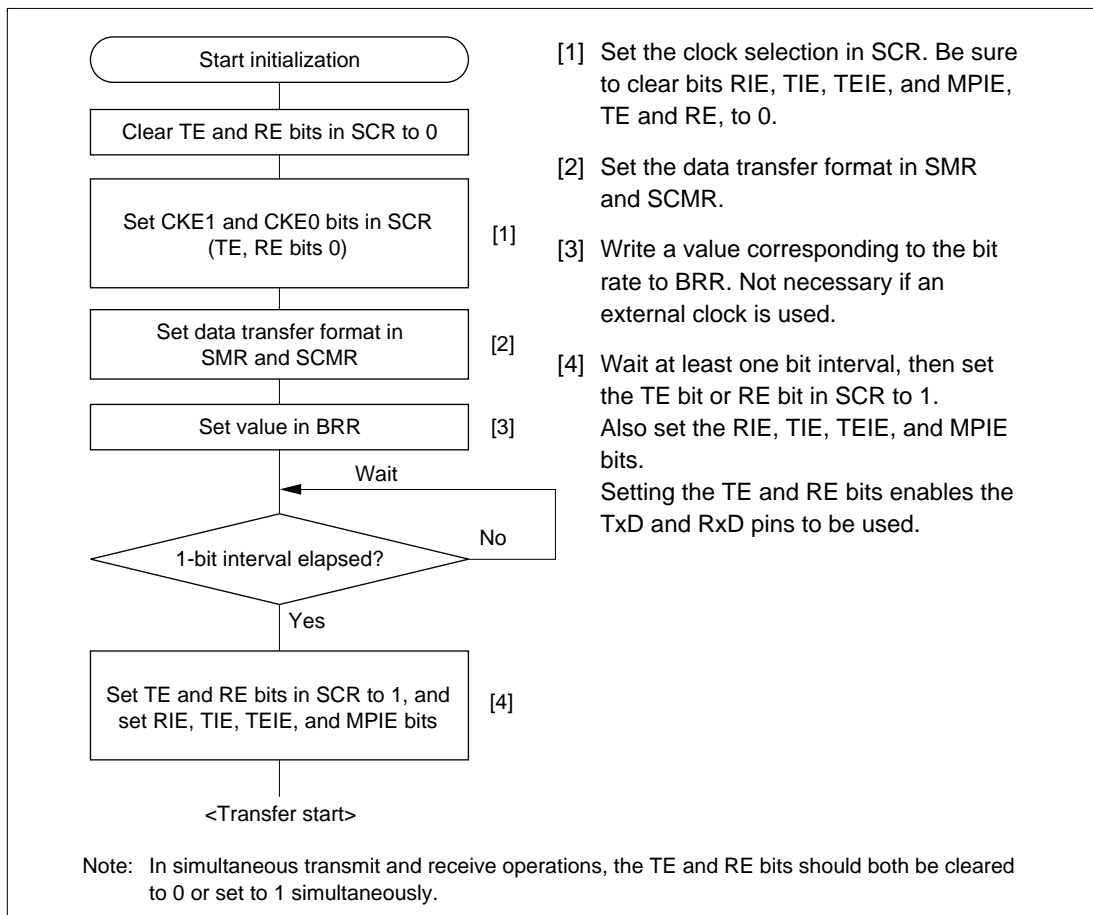 Start initialization
Clear TE and RE bits in SCR to 0
Set CKE1 and CKE0 bits in SCR
(TE, RE bits 0)
[1]
Set data transfer format in
SMR and SCMR
[2]
Set value in BRR
[3]
Wait
No
1-bit interval elapsed?
Yes
Set TE and RE bits in SCR to 1, and
set RIE, TIE, TEIE, and MPIE bits
[4]
<Transfer start>
[1] Set the clock selection in SCR. Be sure
to clear bits RIE, TIE, TEIE, and MPIE,
TE and RE, to 0.
[2] Set the data transfer format in SMR
and SCMR.
[3] Write a value corresponding to the bit
rate to BRR. Not necessary if an
external clock is used.
[4] Wait at least one bit interval, then set
the TE bit or RE bit in SCR to 1.
Also set the RIE, TIE, TEIE, and MPIE
bits.
Setting the TE and RE bits enables the
TxD and RxD pins to be used.
Note: In simultaneous transmit and receive operations, the TE and RE bits should both be cleared
to 0 or set to 1 simultaneously.